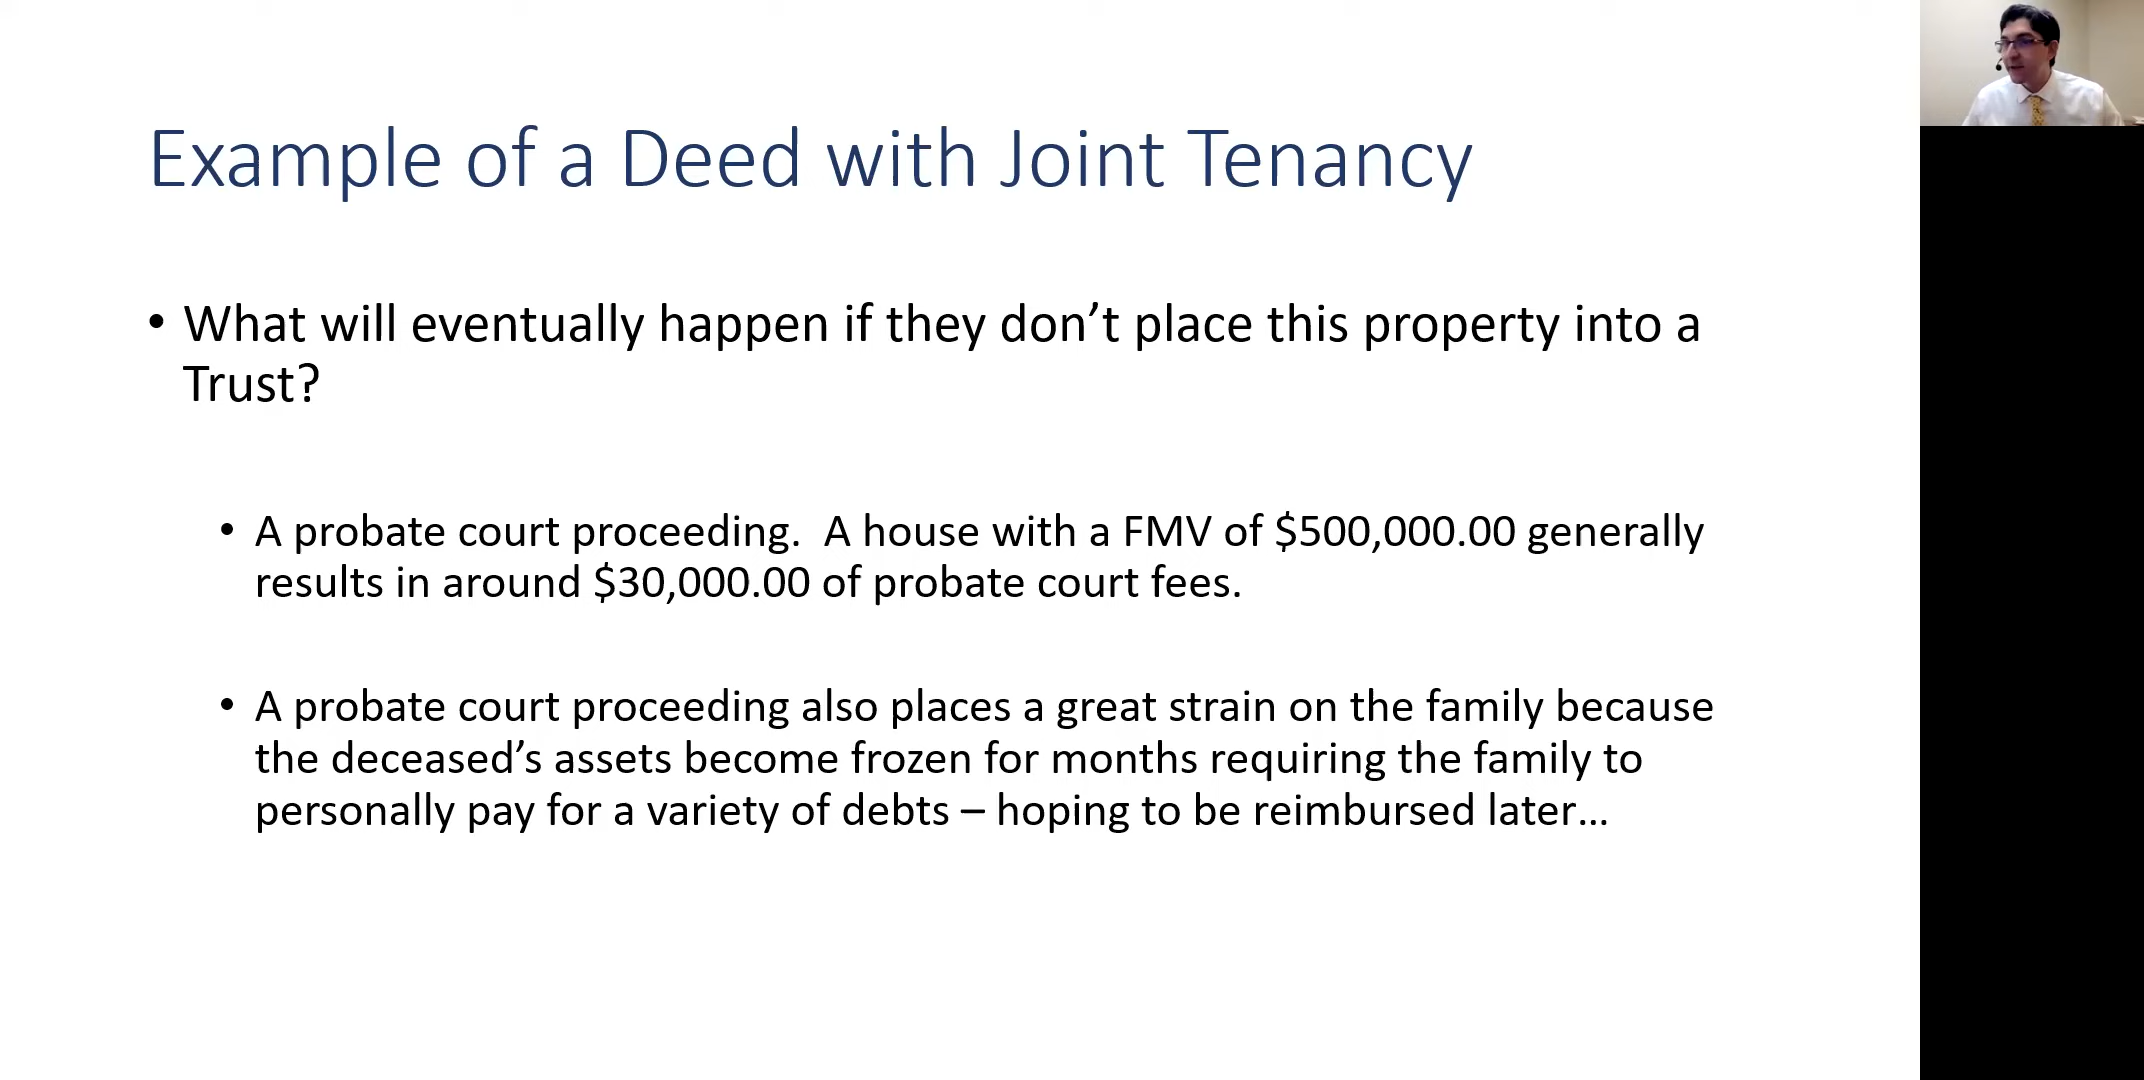 Example of a Deed with Joint Tenancy
• What will eventually happen if they don’t place this property into a
Trust?
• A probate court proceeding.  A house with a FMV of $500,000.00 generally
results in around $30,000.00 of probate court fees.
• A probate court proceeding also places a great strain on the family because
the deceased’s assets become frozen for months requiring the family to
personally pay for a variety of debts – hoping to be reimbursed later…